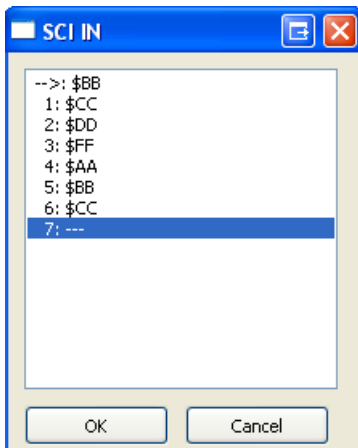 SCI IN
-->: $BB
1: $CC
2: $DD
3: $FF
4: $AA
5: $BB
6: $CC
7: ---
OK Cancel